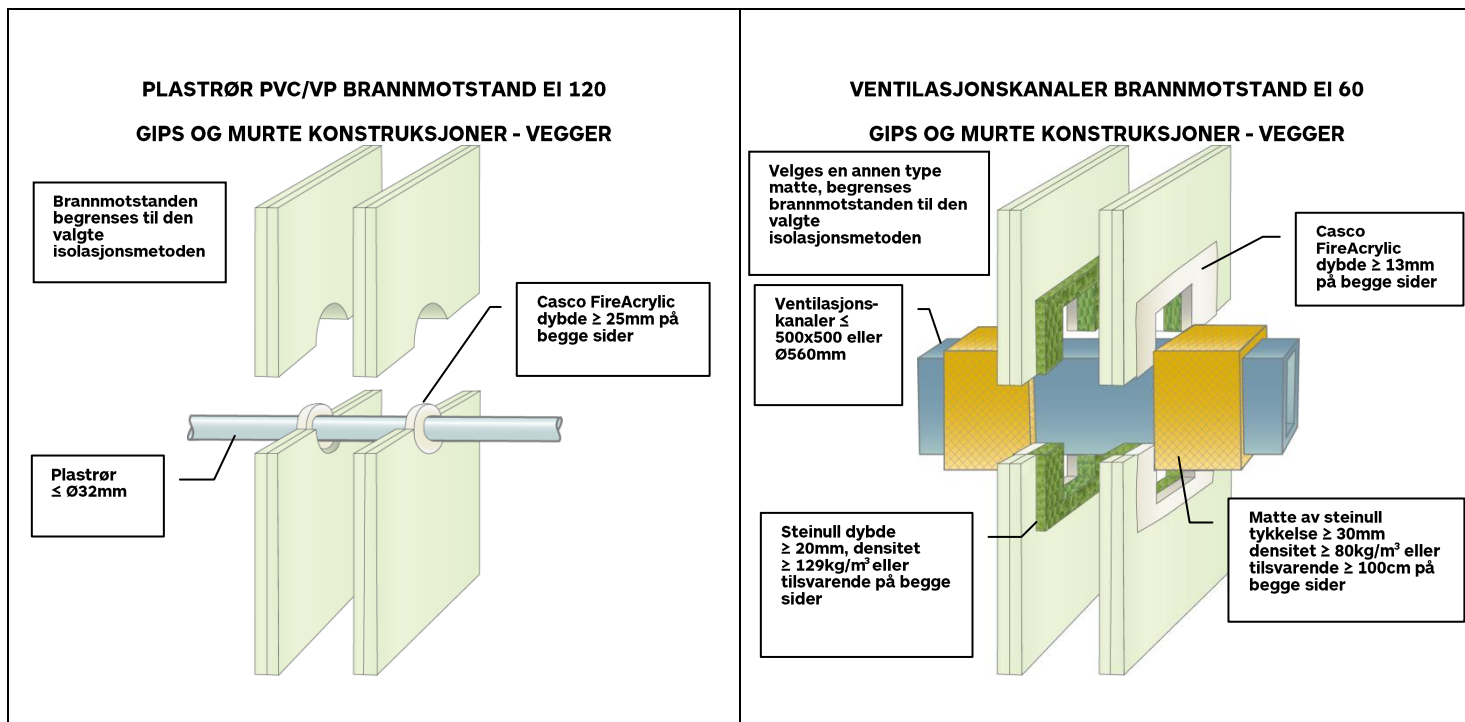 PLASTRØR PVC/VP BRANNMOTSTAND EI 120
GIPS OG MURTE KONSTRUKSJONER - VEGGER
Brannmotstanden
begrenses til den
valgte
isolasjonsmetoden
Casco FireAcrylic
dybde ≥ 25mm på
begge sider
Plastrør
≤ Ø32mm
VENTILASJONSKANALER BRANNMOTSTAND EI 60
GIPS OG MURTE KONSTRUKSJONER - VEGGER
Velges en annen type
matte, begrenses
brannmotstanden til den
valgte
isolasjonsmetoden
Casco
FireAcrylic
dybde ≥ 13mm
på begge sider
Ventilasjons-
kanaler ≤
500x500 eller
Ø560mm
Steinull dybde
≥ 20mm, densitet
≥ 129kg/m³ eller
tilsvarende på begge
sider
Matte av steinull
tykkelse ≥ 30mm
densitet ≥ 80kg/m³ eller
tilsvarende ≥ 100cm på
begge sider